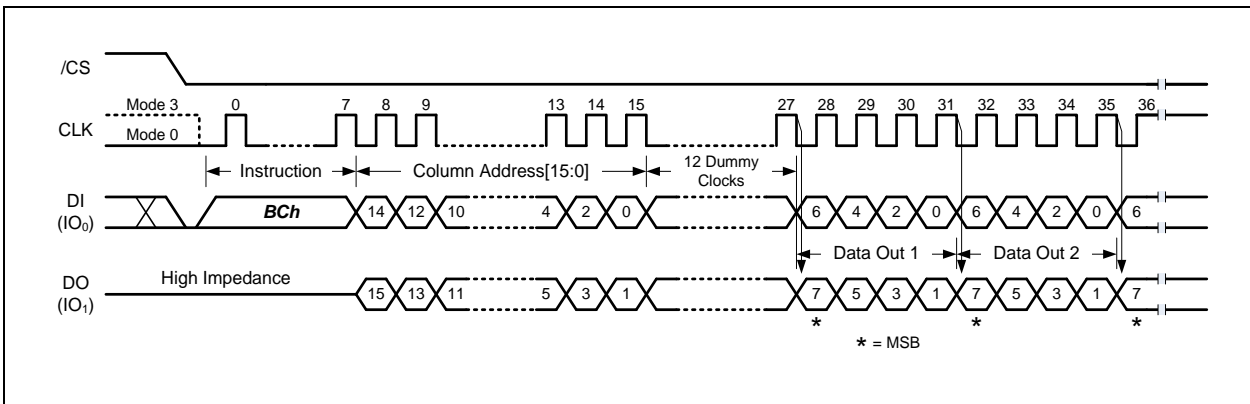 /CS
Mode 3 0 7 8 9 13 14 15 27 28 29 30 31 32 33 34 35 36
CLK
Mode 0
Instruction Column Address[15:0] 12 Dummy
Clocks
DI
(IO0)
BCh 14 12 10 4 2 0 6 4 2 0 6 4 2 0 6
Data Out 1 Data Out 2
High Impedance
DO
(IO1)
15 13 11 5 3 1 7 5 3 1 7 5 3 1 7
* * *
* = MSB